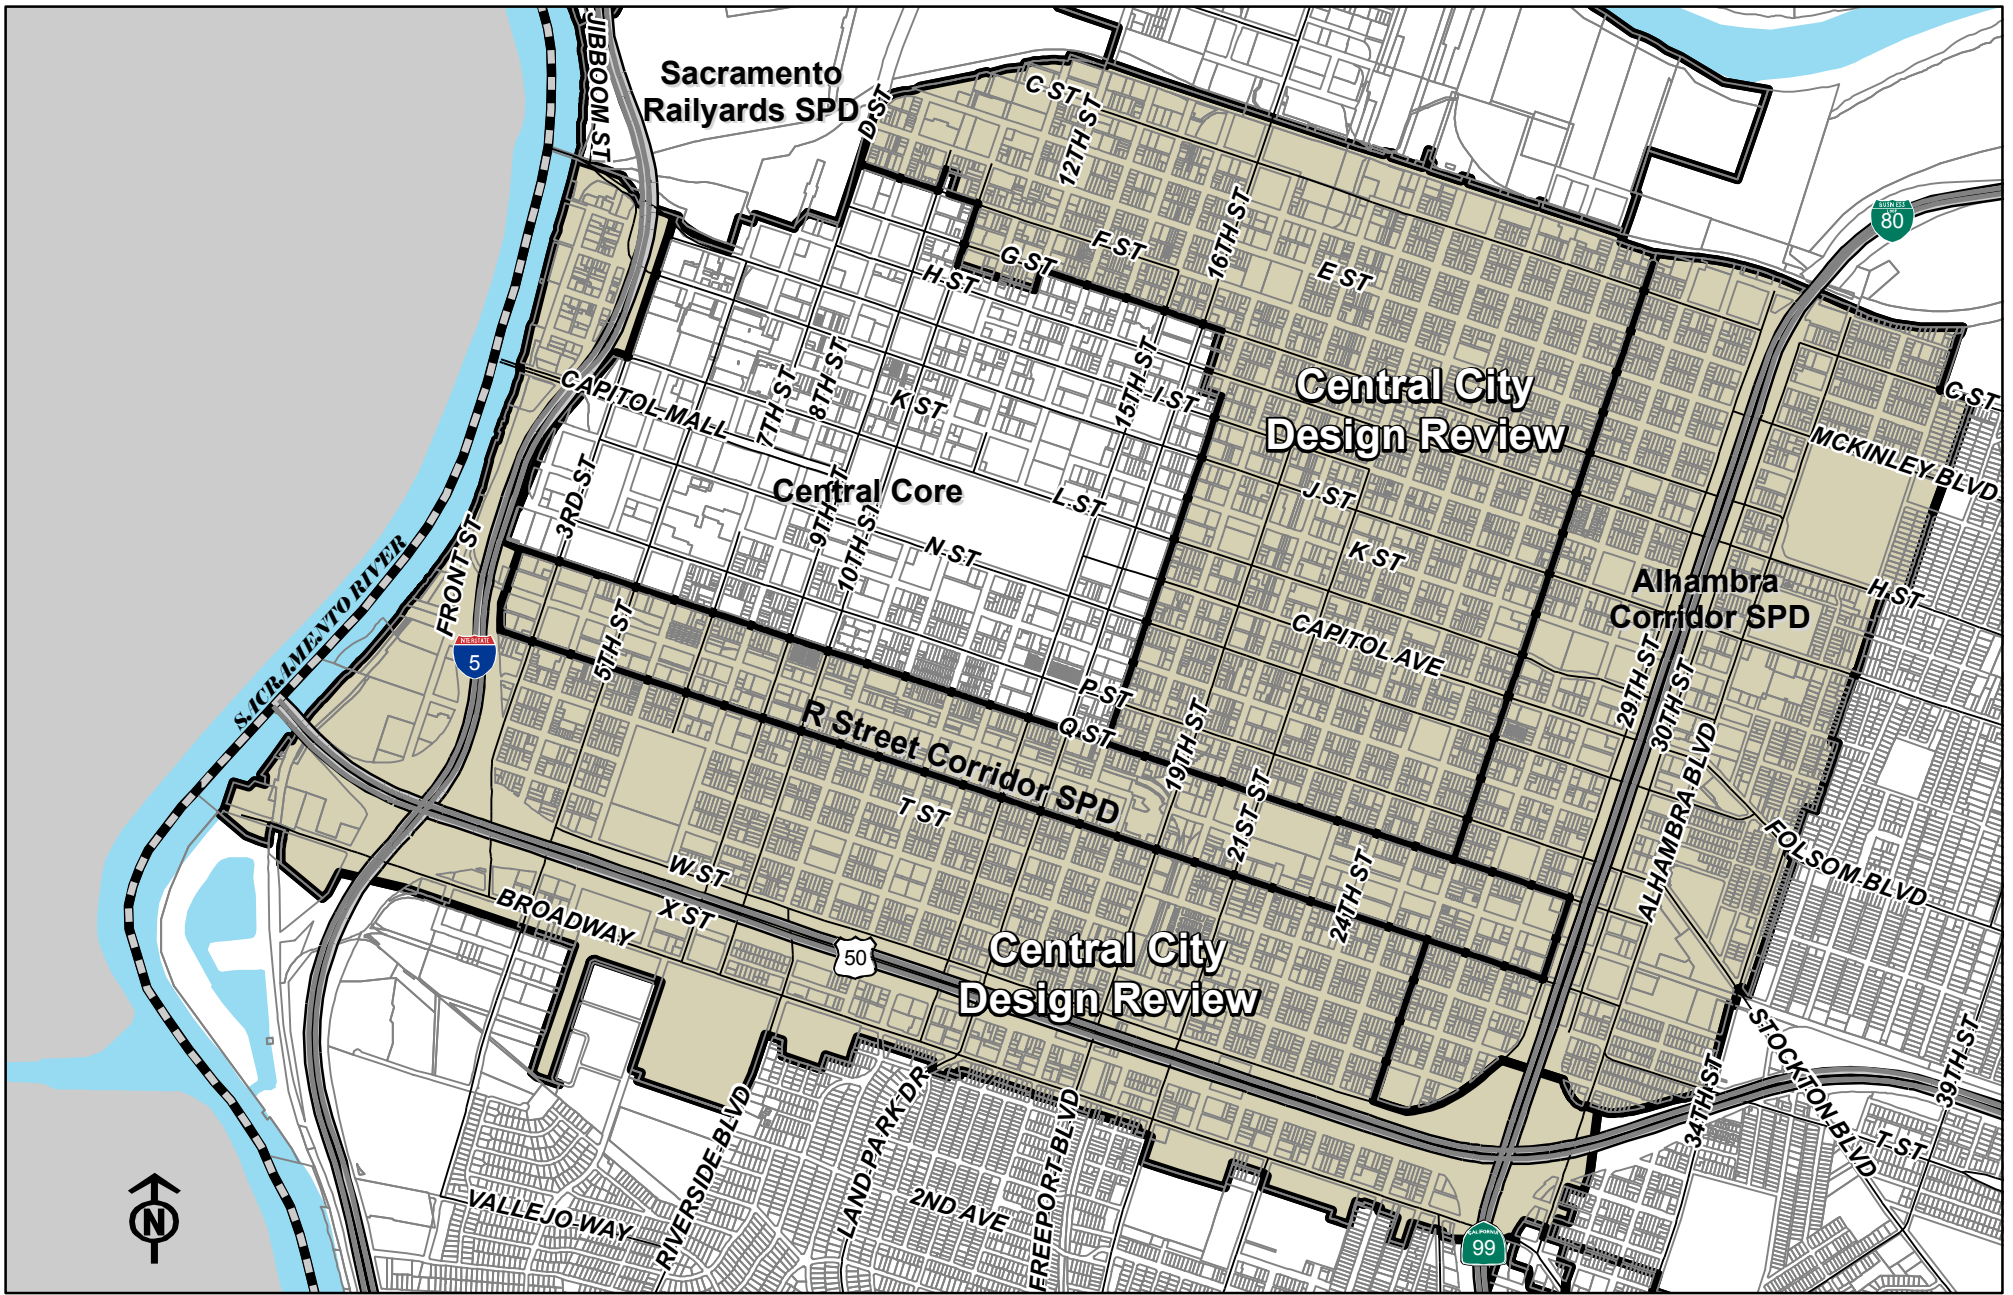 JIBBOOM ST
Sacramento
Railyards SPD
D ST
C ST
12TH ST
16TH ST
BUSINESS
80
F ST
G ST
H ST
E ST
CAPITOL MALL
7TH ST
8TH ST
K ST
15TH ST
I ST
Central City
Design Review
C ST
MCKINLEY BLVD
3RD ST
9TH ST
Central Core
10TH ST
L ST
J ST
N ST
K ST
FRONT ST
SACRAMENTO RIVER
Alhambra
Corridor SPD
H ST
INTERSTATE
5
5TH ST
CAPITOL AVE
P ST
Q ST
19TH ST
29TH ST
30TH ST
ALHAMBRA BLVD
R Street Corridor SPD
T ST
21ST ST
24TH ST
FOLSOM BLVD
W ST
X ST
BROADWAY
50
Central City
Design Review
STOCKTON BLVD
39TH ST
34TH ST
T ST
RIVERSIDE BLVD
LAND PARK DR
FREEPORT BLVD
2ND AVE
VALLEJO WAY
N
CALIFORNIA
99